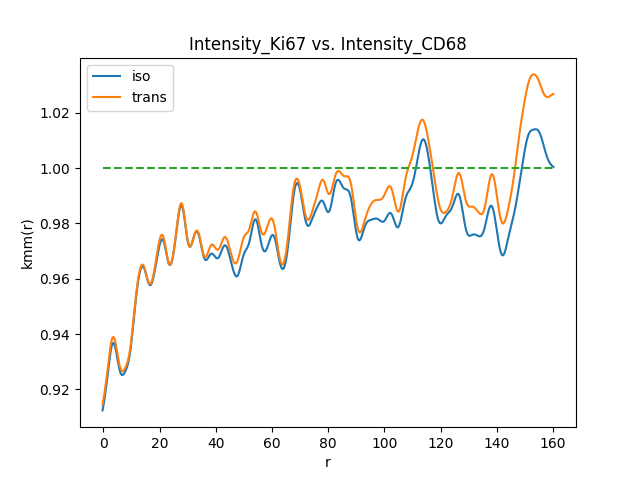 Intensity_Ki67 vs. Intensity_CD68
iso
trans
kmm(r)
1.02
1.00
0.98
0.96
0.94
0.92
0 20 40 60 80 100 120 140 160
r